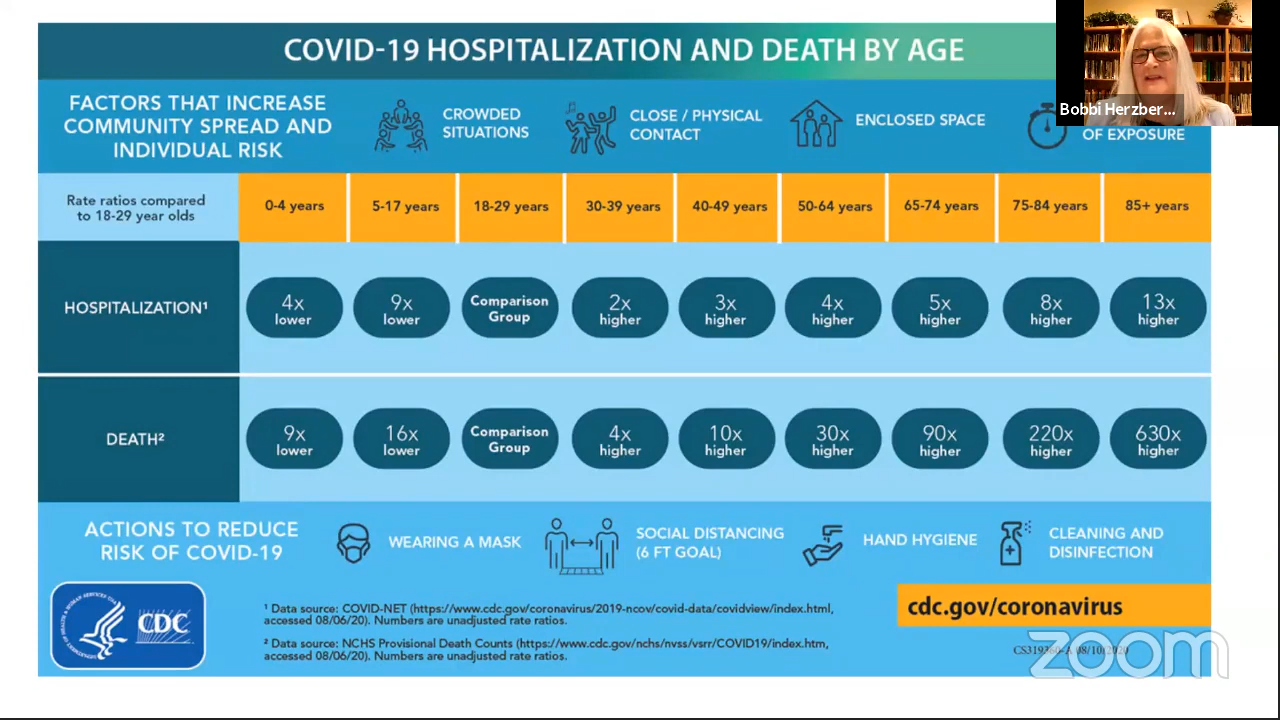 COVID-19 HOSPITALIZATION AND DEATH BY AGE
Bobbi Herzber...
FACTORS THAT INCREASE
COMMUNITY SPREAD AND
INDIVIDUAL RISK
CROWDED
SITUATIONS
CLOSE / PHYSICAL
CONTACT
ENCLOSED SPACE
OF EXPOSURE
Rate ratios compared
to 18-29 year olds
0-4 years
5-17 years
18-29 years
30-39 years
40-49 years
50-64 years
65-74 years
75-84 years
85+ years
HOSPITALIZATION¹
4x
lower
9x
lower
Comparison
Group
2x
higher
3x
higher
4x
higher
5x
higher
8x
higher
13x
higher
DEATH²
9x
lower
16x
lower
Comparison
Group
4x
higher
10x
higher
30x
higher
90x
higher
220x
higher
630x
higher
ACTIONS TO REDUCE
RISK OF COVID-19
WEARING A MASK
SOCIAL DISTANCING
(6 FT GOAL)
HAND HYGIENE
CLEANING AND
DISINFECTION
CDC
¹ Data source: COVID-NET (https://www.cdc.gov/coronavirus/2019-ncov/covid-data/covidview/index.html,
accessed 08/06/20). Numbers are unadjusted rate ratios.
² Data source: NCHS Provisional Death Counts (https://www.cdc.gov/nchs/nvss/vsrr/COVID19/index.htm,
accessed 08/06/20). Numbers are unadjusted rate ratios.
cdc.gov/coronavirus
CS319360-A 08/10/2020
zoom